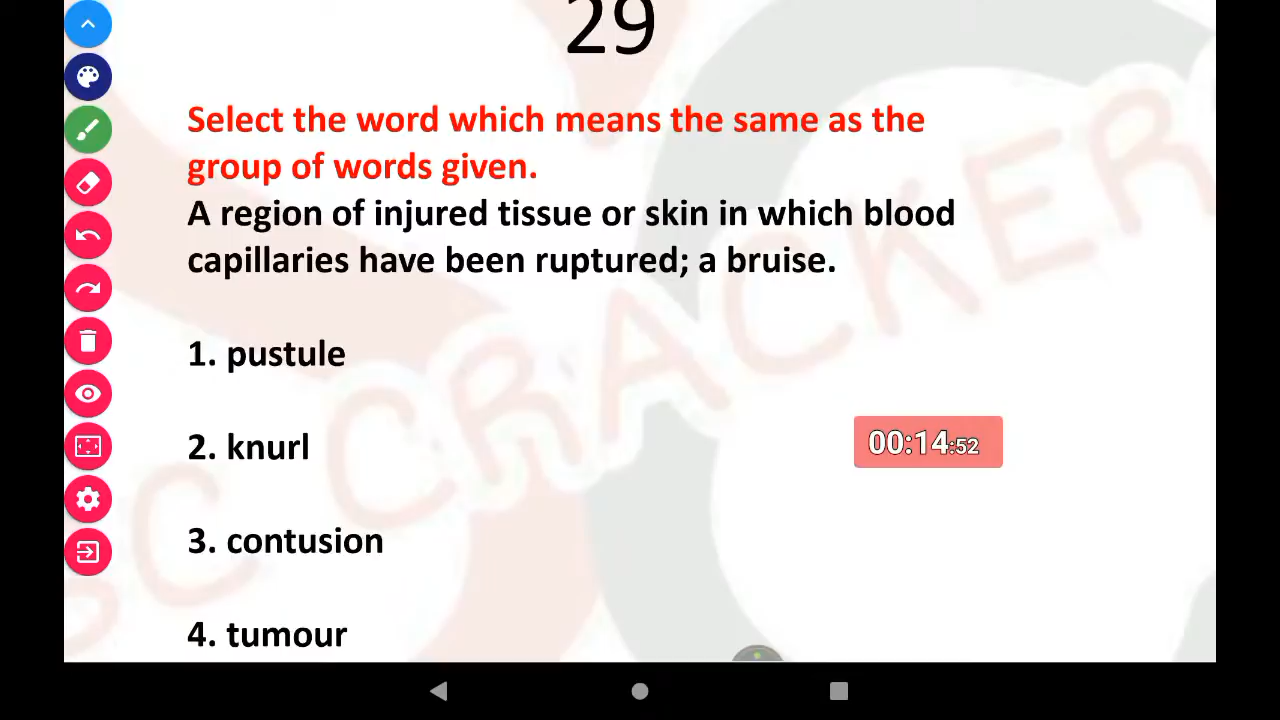 29
Select the word which means the same as the
group of words given.
A region of injured tissue or skin in which blood
capillaries have been ruptured; a bruise.
1. pustule
2. knurl
00:14:52
3. contusion
4. tumour
SC CRACKER